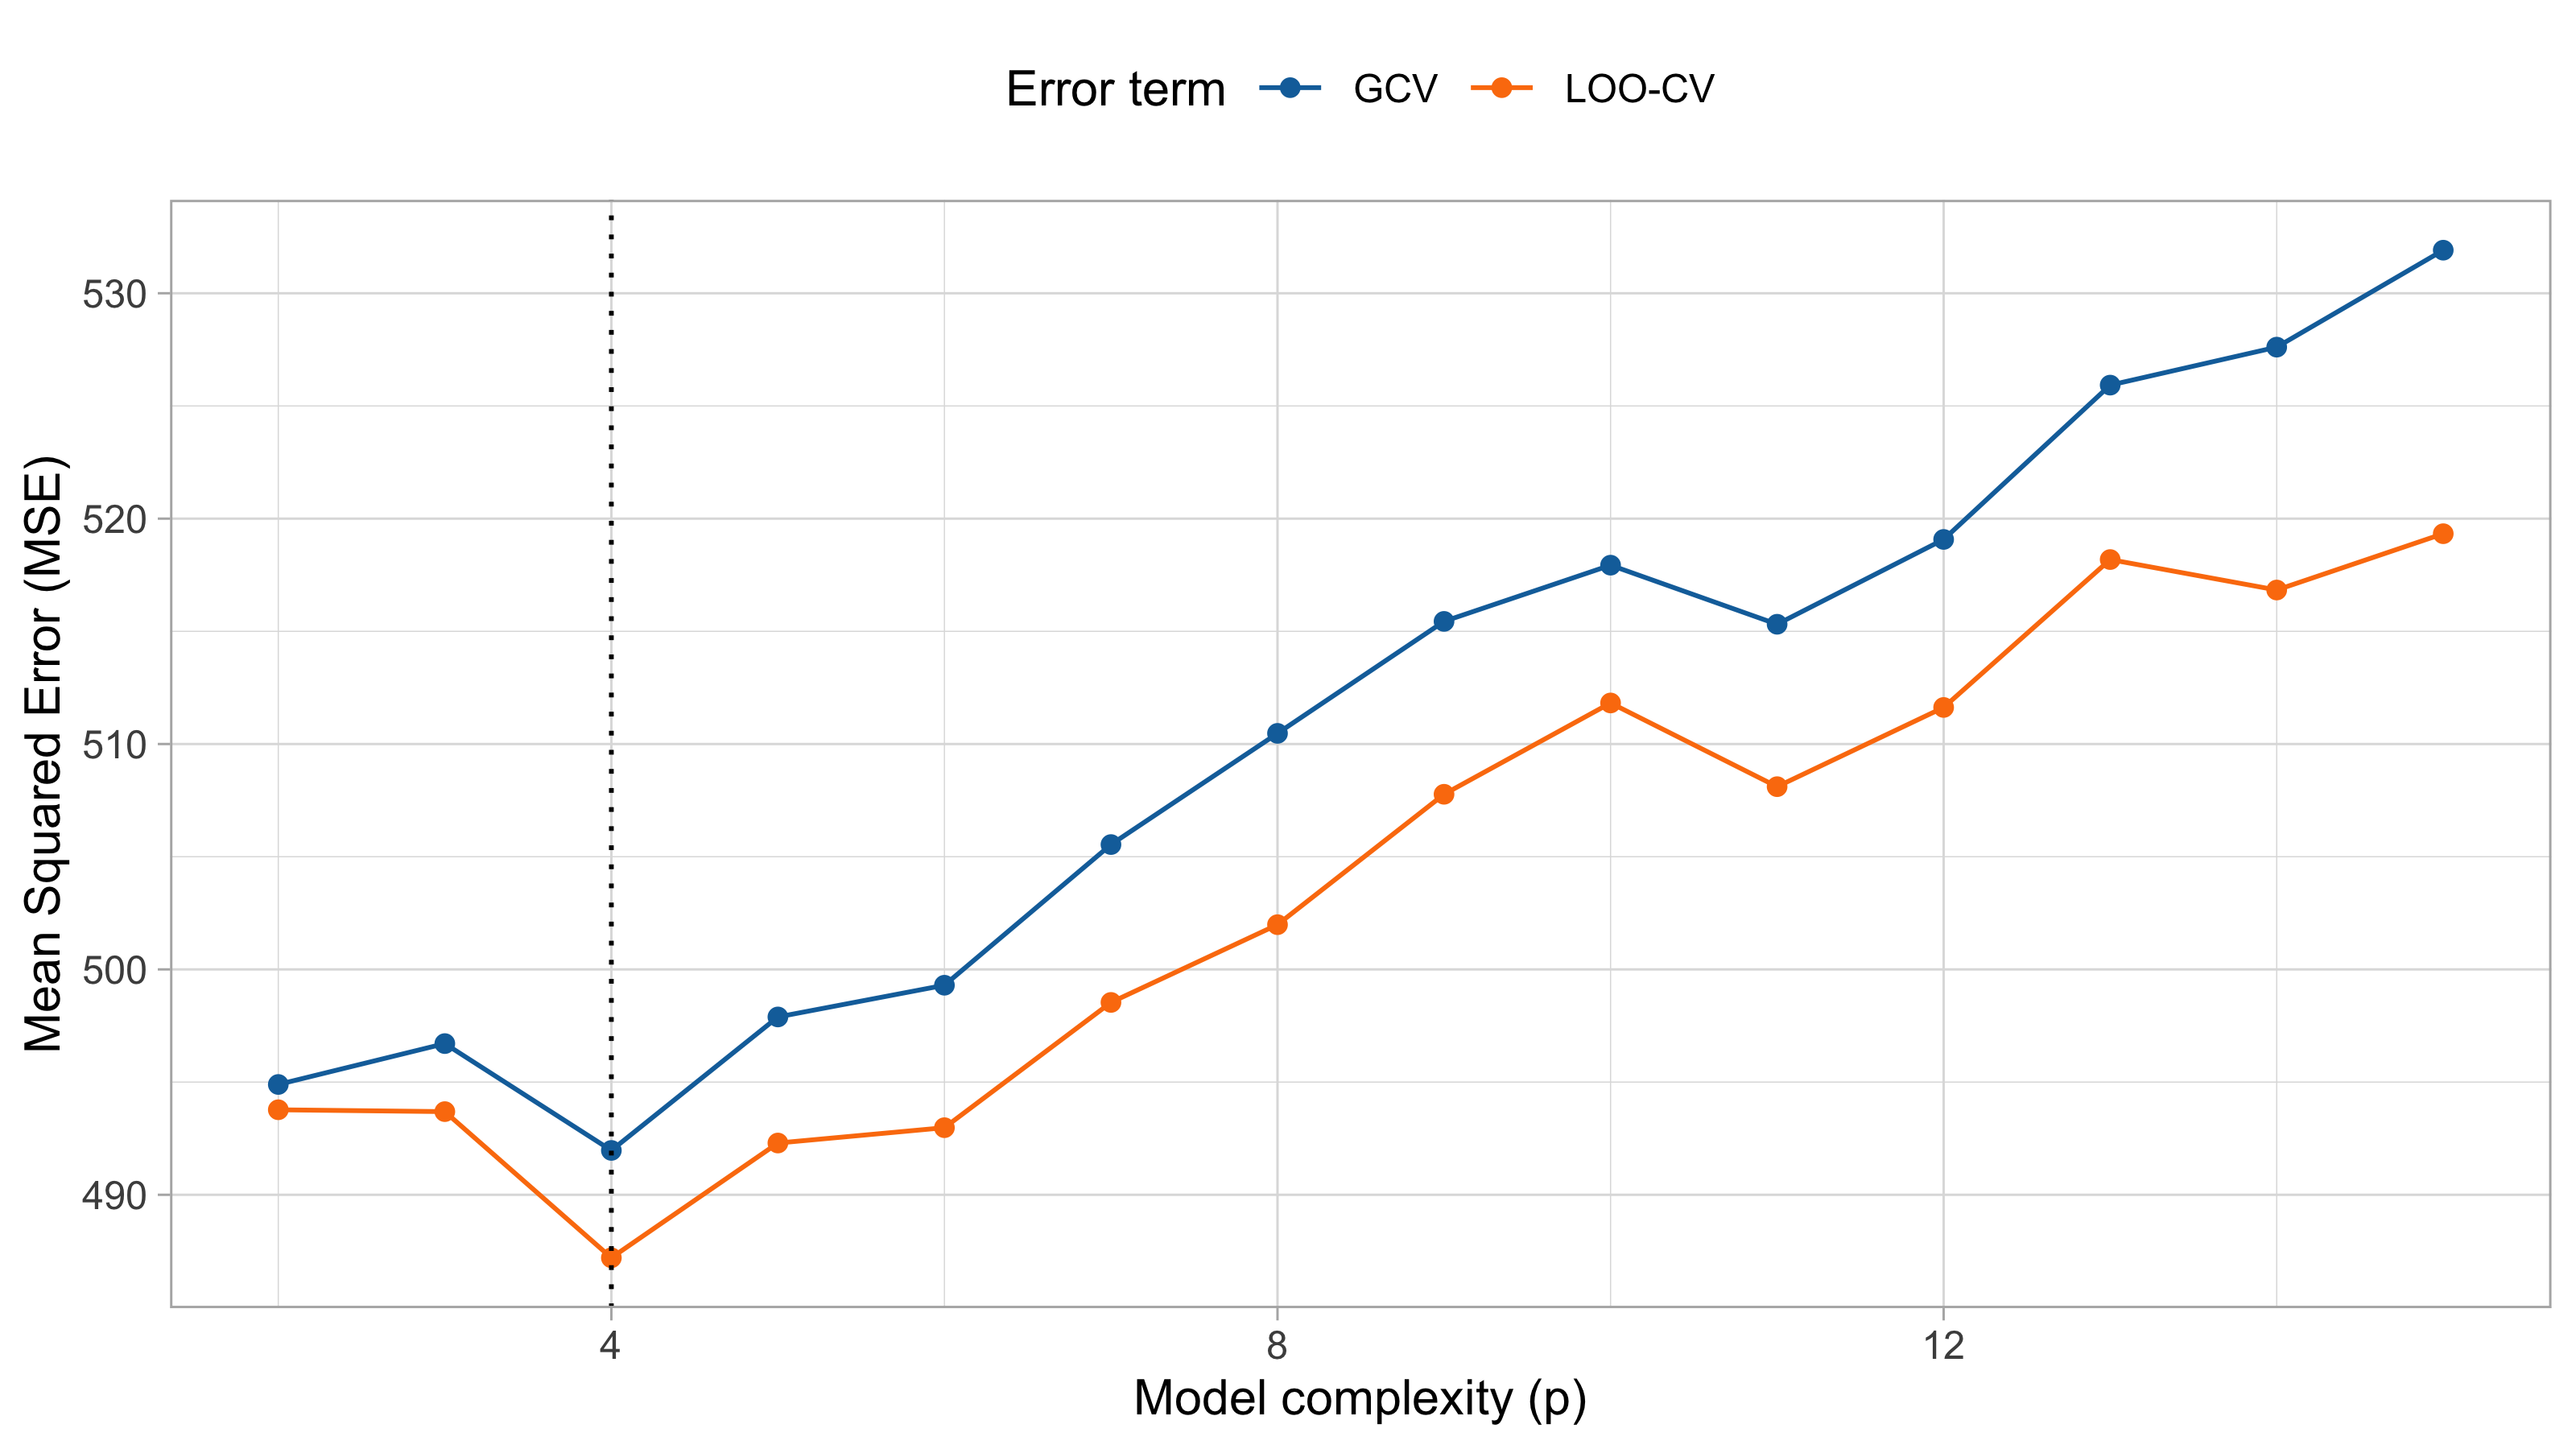 Error term GCV LOO-CV
Mean Squared Error (MSE)
530
520
510
500
490
4 8 12
Model complexity (p)